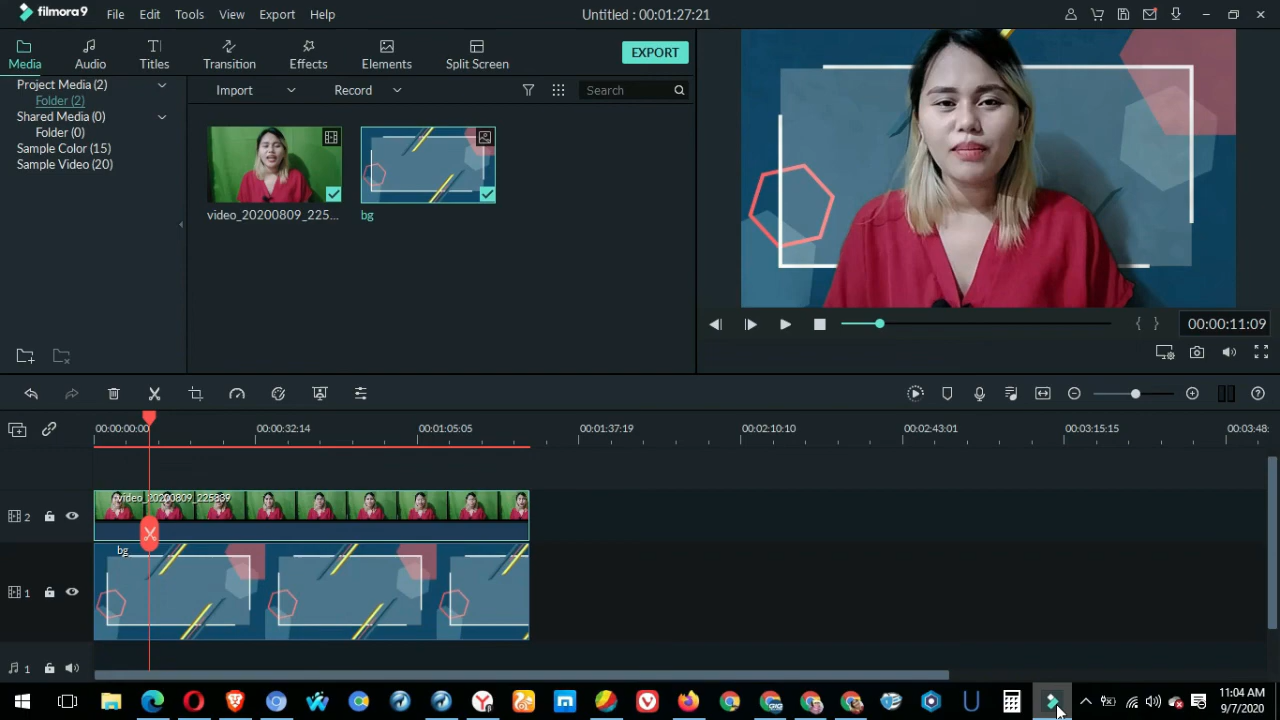 filmora9 File Edit Tools View Export Help Untitled : 00:01:27:21
Media Audio Titles Transition Effects Elements Split Screen EXPORT
Project Media (2)
Folder (2)
Shared Media (0)
Folder (0)
Sample Color (15)
Sample Video (20)
Import Record Search
video_20200809_225...
bg
00:00:11:09
00:00:00:00 00:00:32:14 00:01:05:05 00:01:37:19 00:02:10:10 00:02:43:01 00:03:15:15 00:03:48:
2
video_20200809_225339
1
bg
1
11:04 AM
9/7/2020